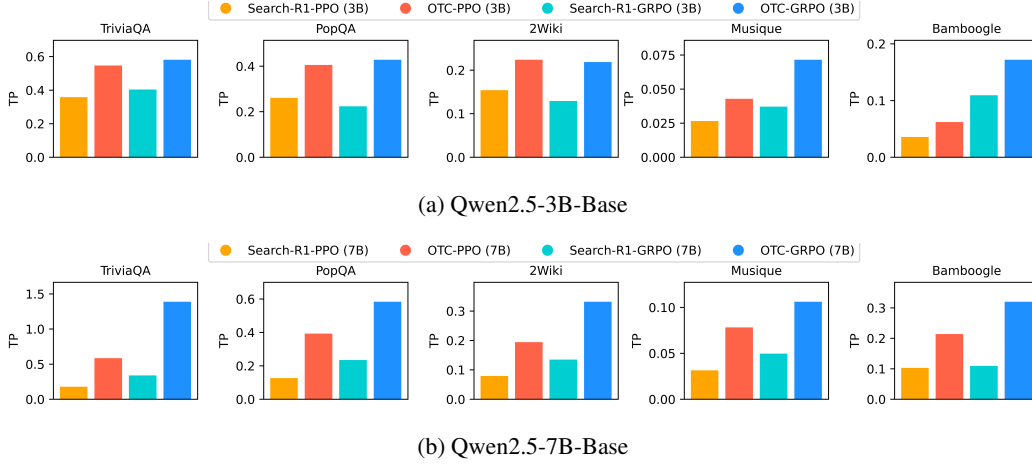 Search-R1-PPO (3B) OTC-PPO (3B) Search-R1-GRPO (3B) OTC-GRPO (3B)
TriviaQA PopQA 2Wiki Musique Bamboogle
TP
0.6
0.4
0.2
0.0
TP
0.4
0.2
0.0
TP
0.2
0.1
0.0
TP
0.075
0.050
0.025
0.000
TP
0.2
0.1
0.0
(a) Qwen2.5-3B-Base
Search-R1-PPO (7B) OTC-PPO (7B) Search-R1-GRPO (7B) OTC-GRPO (7B)
TriviaQA PopQA 2Wiki Musique Bamboogle
TP
1.5
1.0
0.5
0.0
TP
0.6
0.4
0.2
0.0
TP
0.3
0.2
0.1
0.0
TP
0.10
0.05
0.00
TP
0.3
0.2
0.1
0.0
(b) Qwen2.5-7B-Base